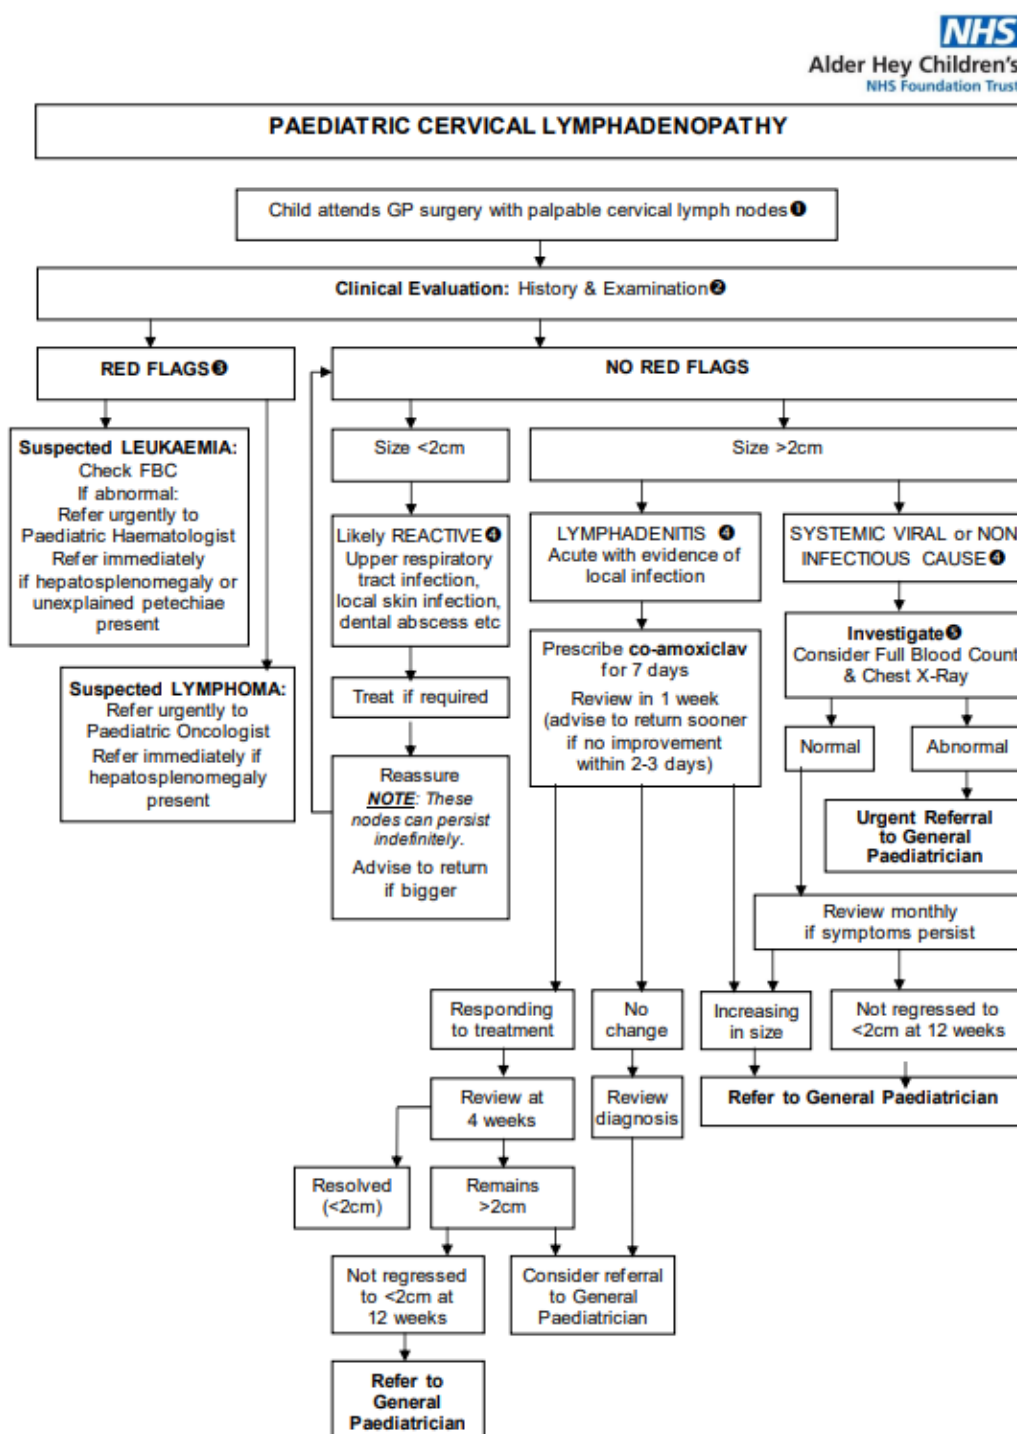 NHS
Alder Hey Children's
NHS Foundation Trust
PAEDIATRIC CERVICAL LYMPHADENOPATHY
Child attends GP surgery with palpable cervical lymph nodes❶
Clinical Evaluation: History & Examination❷
RED FLAGS❸
NO RED FLAGS
Suspected LEUKAEMIA:
Check FBC
If abnormal:
Refer urgently to
Paediatric Haematologist
Refer immediately
if hepatosplenomegaly or
unexplained petechiae
present
Suspected LYMPHOMA:
Refer urgently to
Paediatric Oncologist
Refer immediately if
hepatosplenomegaly
present
Size <2cm
Likely REACTIVE❹
Upper respiratory
tract infection,
local skin infection,
dental abscess etc
Treat if required
Reassure
NOTE: These
nodes can persist
indefinitely.
Advise to return
if bigger
Size >2cm
LYMPHADENITIS ❹
Acute with evidence of
local infection
Prescribe co-amoxiclav
for 7 days
Review in 1 week
(advise to return sooner
if no improvement
within 2-3 days)
SYSTEMIC VIRAL or NON
INFECTIOUS CAUSE❹
Investigate❺
Consider Full Blood Count
& Chest X-Ray
Normal
Abnormal
Urgent Referral
to General
Paediatrician
Review monthly
if symptoms persist
Responding
to treatment
No
change
Increasing
in size
Not regressed to
<2cm at 12 weeks
Review at
4 weeks
Review
diagnosis
Refer to General Paediatrician
Resolved
(<2cm)
Remains
>2cm
Not regressed
to <2cm at
12 weeks
Consider referral
to General
Paediatrician
Refer to
General
Paediatrician